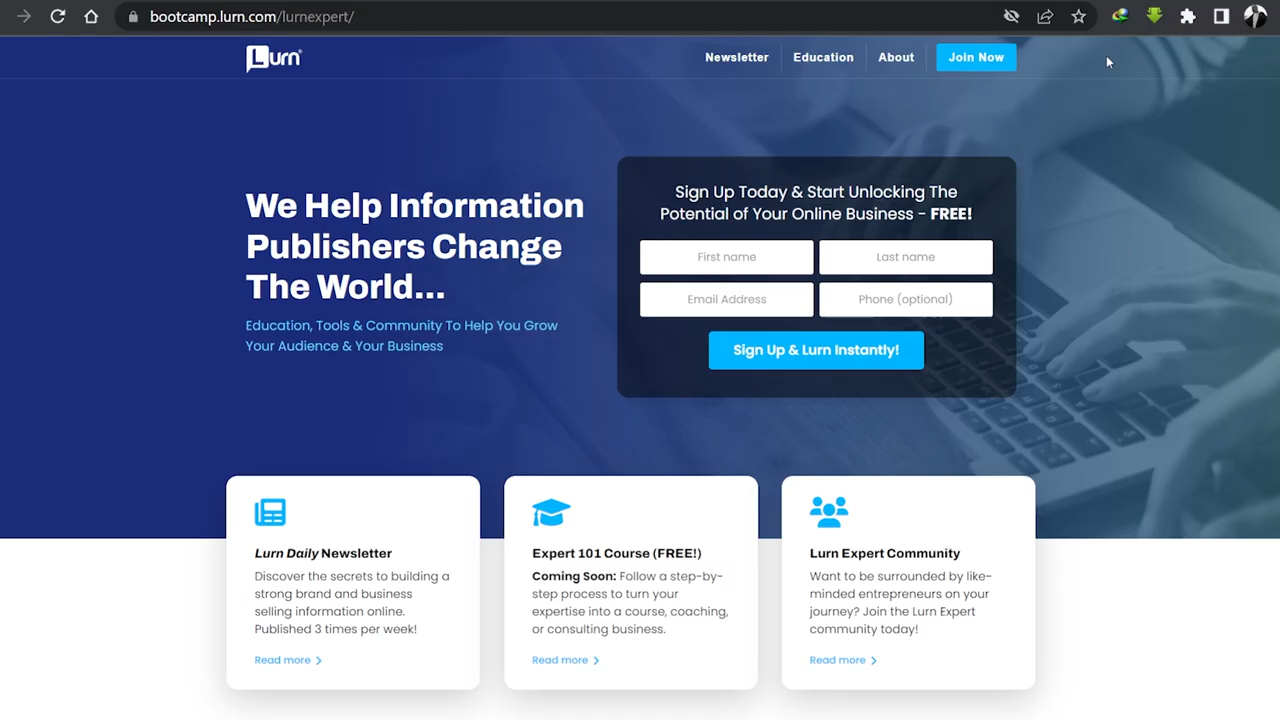 bootcamp.lurn.com/lurnexpert/
Lurn
Newsletter
Education
About
Join Now
We Help Information
Publishers Change
The World...
Education, Tools & Community To Help You Grow
Your Audience & Your Business
Sign Up Today & Start Unlocking The
Potential of Your Online Business - FREE!
First name
Last name
Email Address
Phone (optional)
Sign Up & Lurn Instantly!
Lurn Daily Newsletter
Discover the secrets to building a
strong brand and business
selling information online.
Published 3 times per week!
Read more
Expert 101 Course (FREE!)
Coming Soon: Follow a step-by-
step process to turn your
expertise into a course, coaching,
or consulting business.
Read more
Lurn Expert Community
Want to be surrounded by like-
minded entrepreneurs on your
journey? Join the Lurn Expert
community today!
Read more